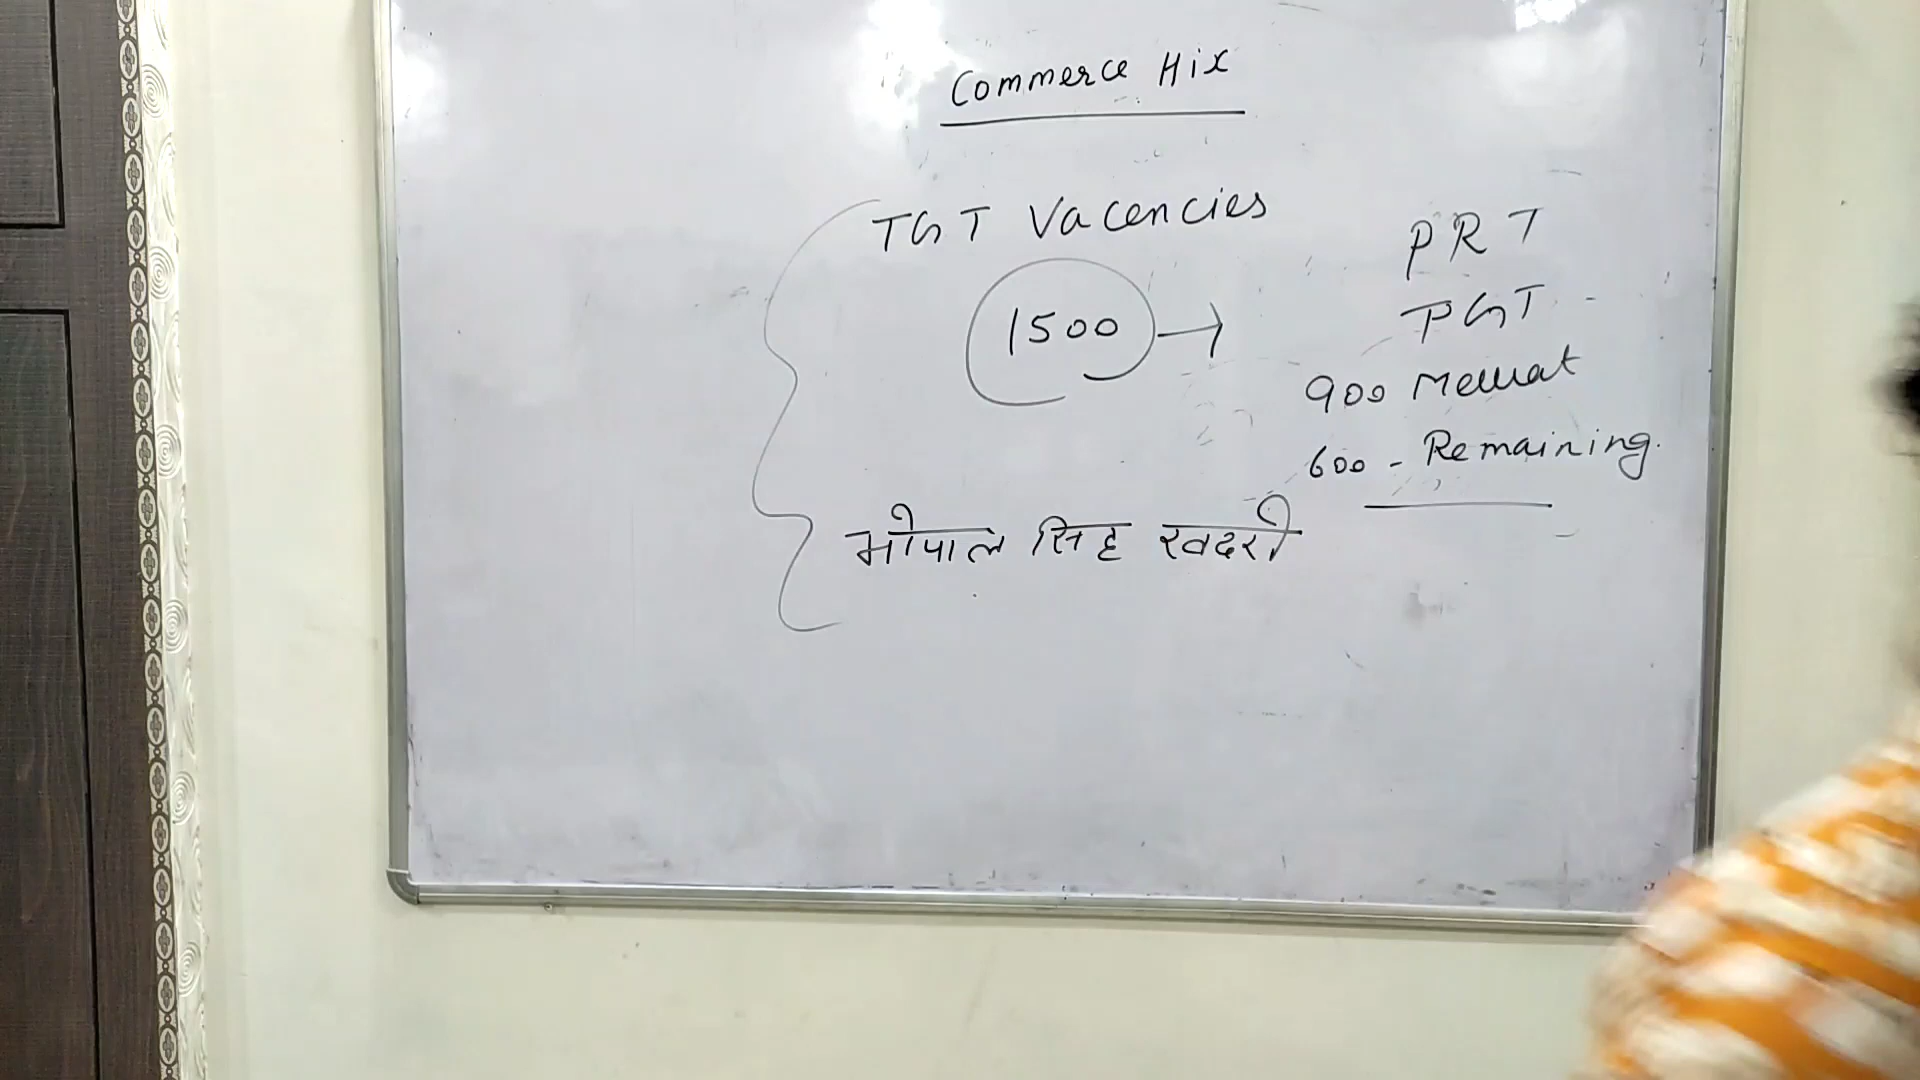 Commerce Hix
TGT Vacencies
1500 →
PRT
PGT
900 Mewat
600 - Remaining.
भोपाल सिंह खदरी